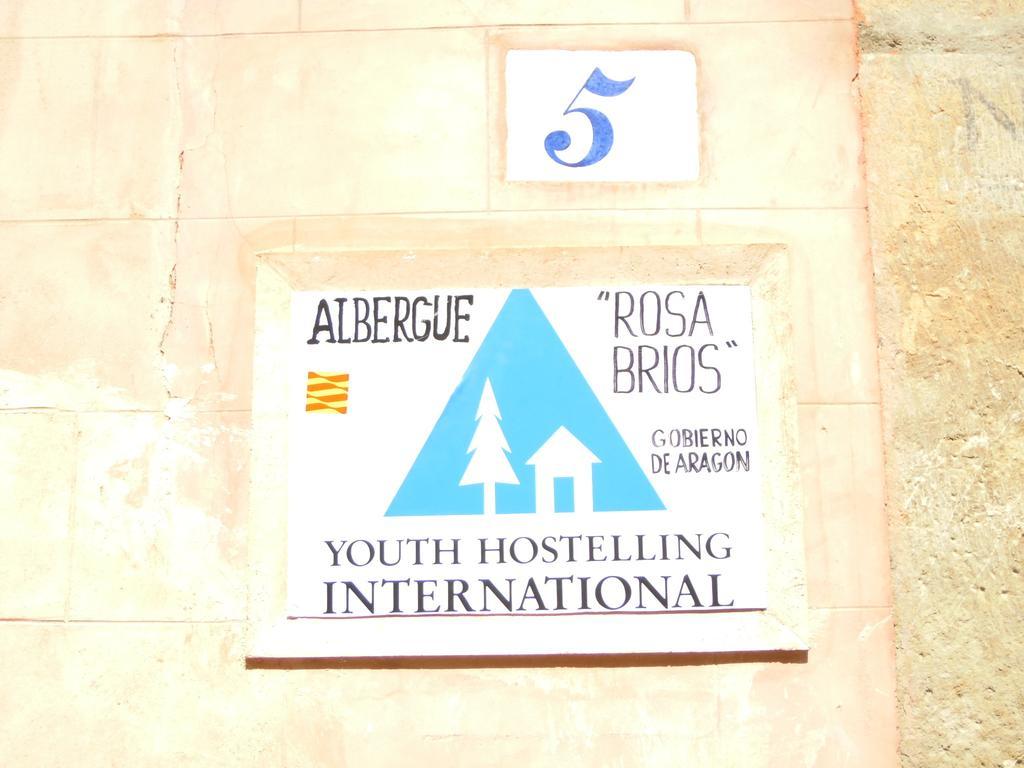 5
ALBERGUE
"ROSA
BRIOS"
GOBIERNO
DE ARAGON
YOUTH HOSTELLING
INTERNATIONAL